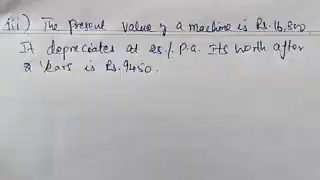 iii) The present value of a machine is Rs. 16,800.
It depreciates at 25%. P.a. Its worth after
2 Years is Rs. 9450.